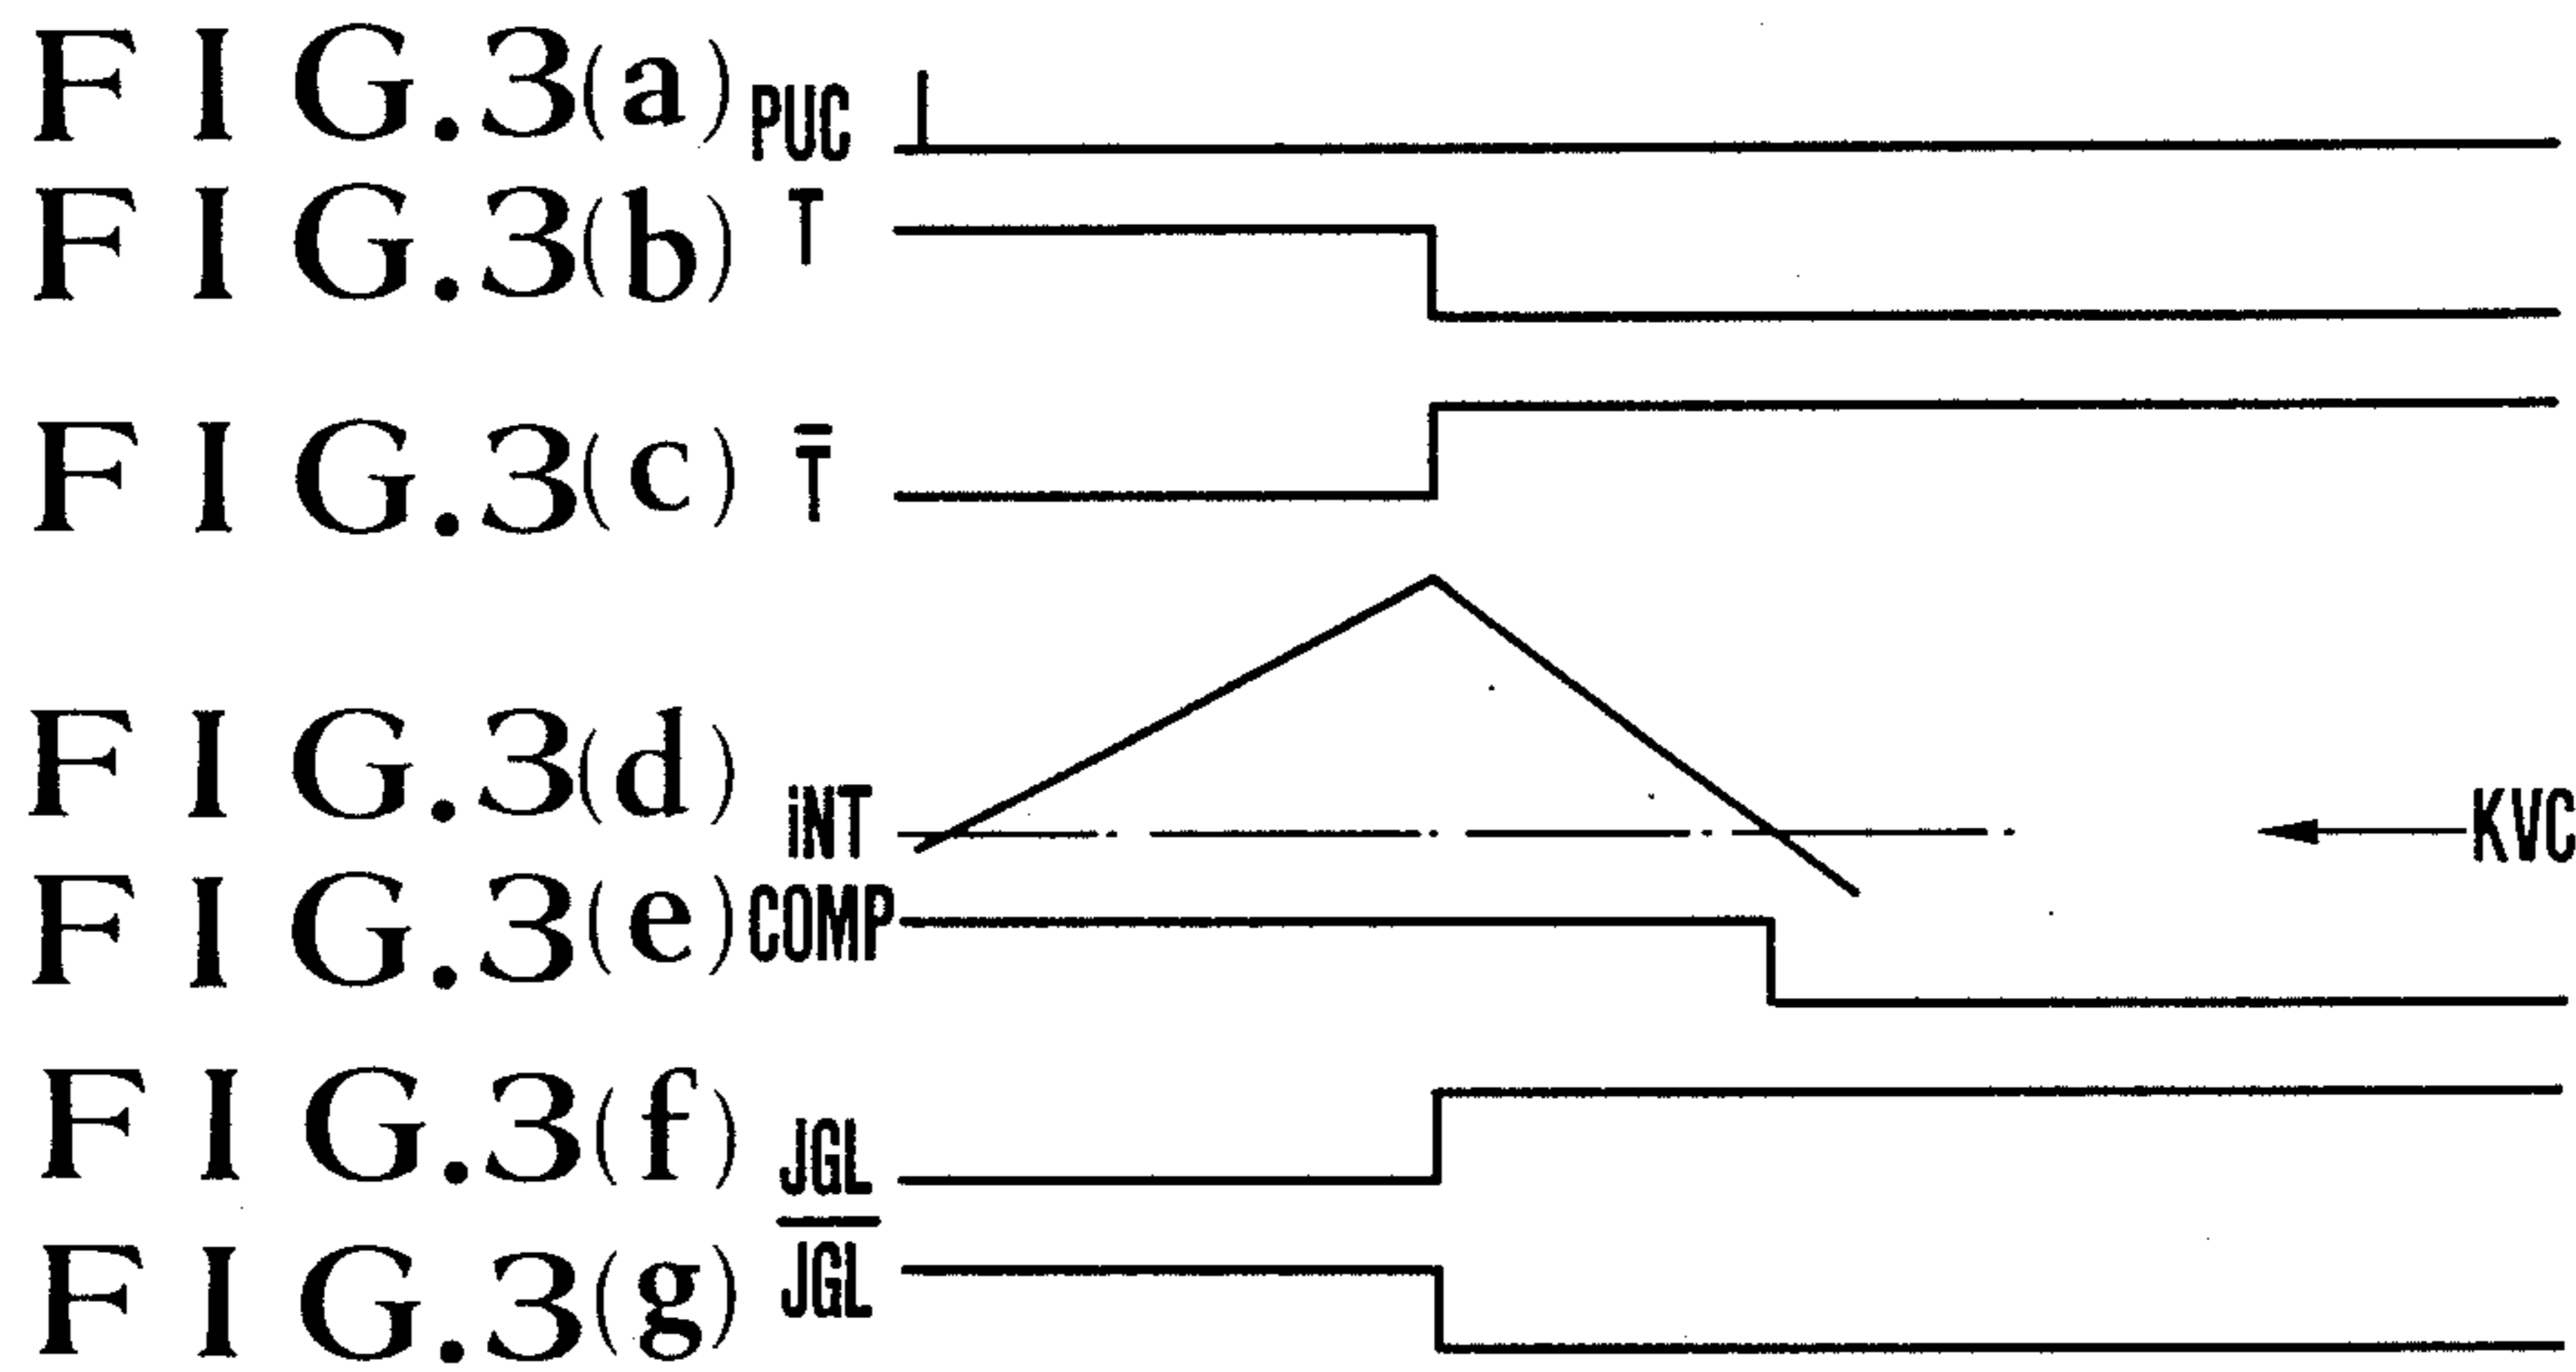 FIG.3(a) PUC
FIG.3(b) T
FIG.3(c) T̅
FIG.3(d) iNT KVC
FIG.3(e) COMP
FIG.3(f) JGL
FIG.3(g) J̅G̅L̅